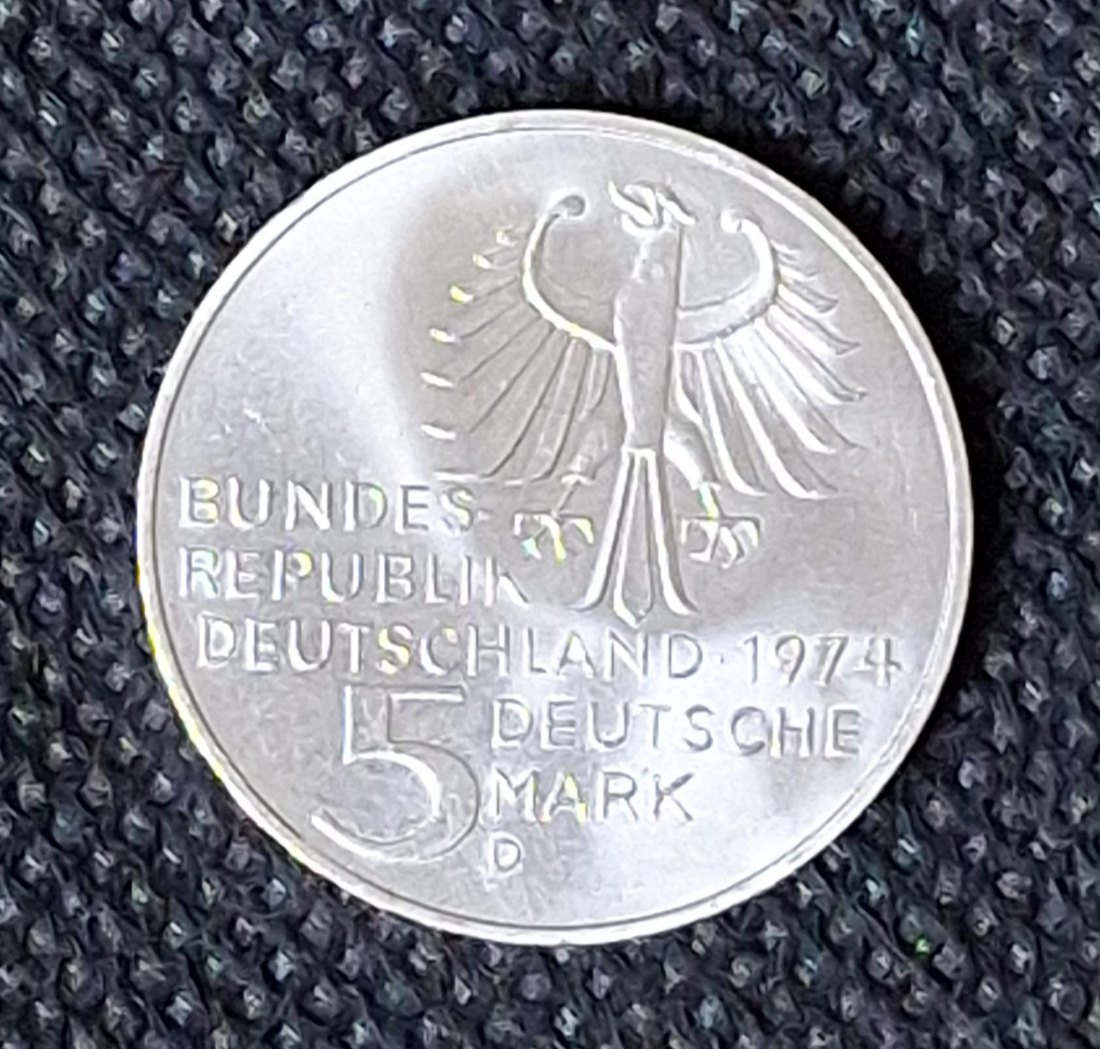 BUNDES-
REPUBLIK
DEUTSCHLAND·1974
5 DEUTSCHE
MARK
D